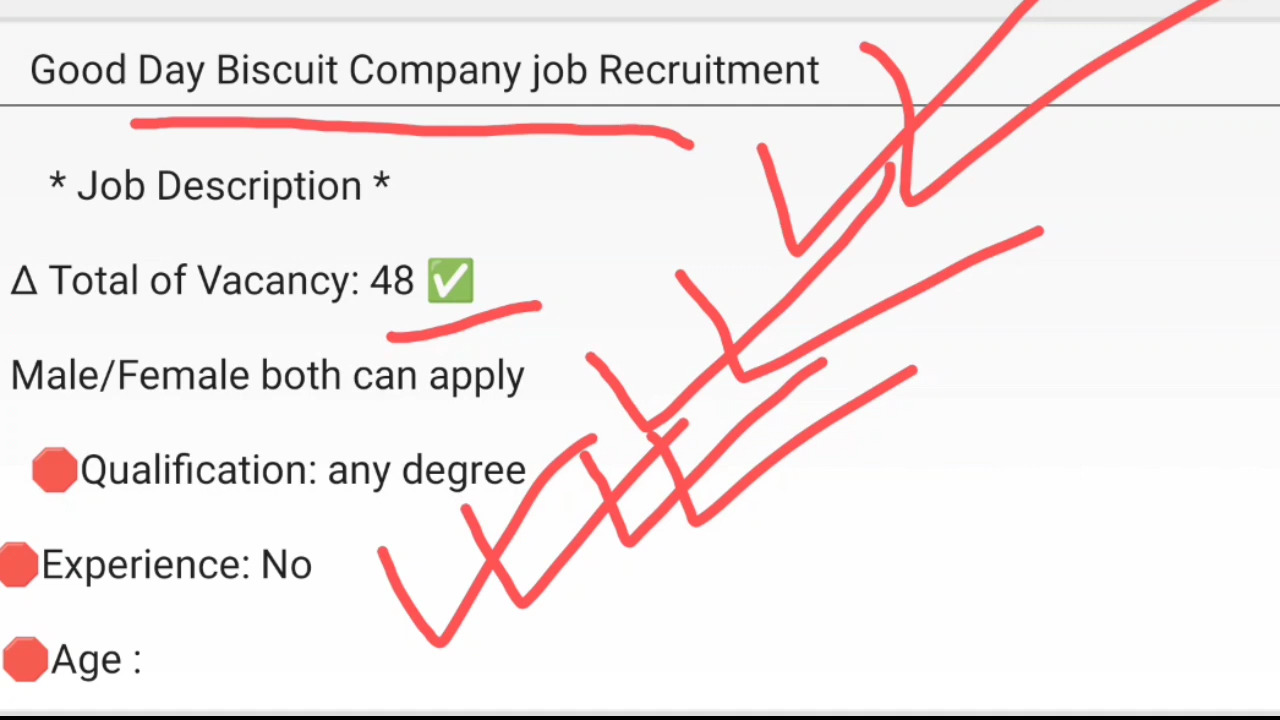 Good Day Biscuit Company job Recruitment
* Job Description *
Δ Total of Vacancy: 48 ✅
Male/Female both can apply
🛑Qualification: any degree
🛑Experience: No
🛑Age :